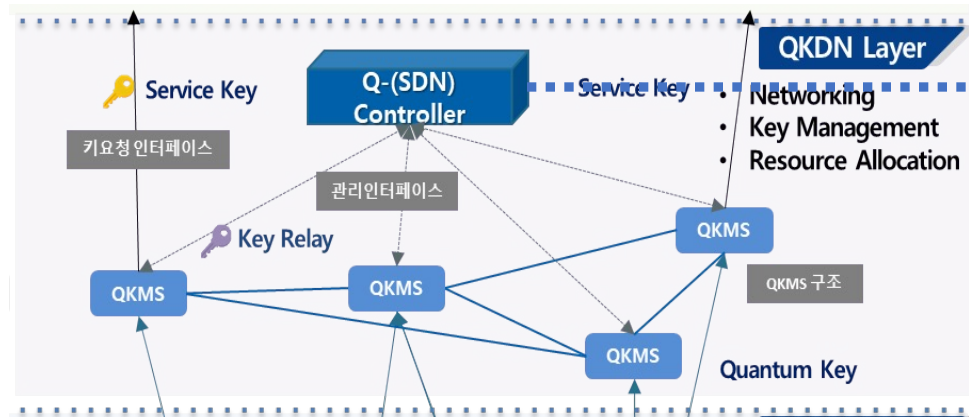 QKDN Layer
Q-(SDN)
Controller
Service Key
Service Key
• Networking
• Key Management
• Resource Allocation
키요청인터페이스
관리인터페이스
Key Relay
QKMS
QKMS
QKMS
QKMS
QKMS 구조
Quantum Key